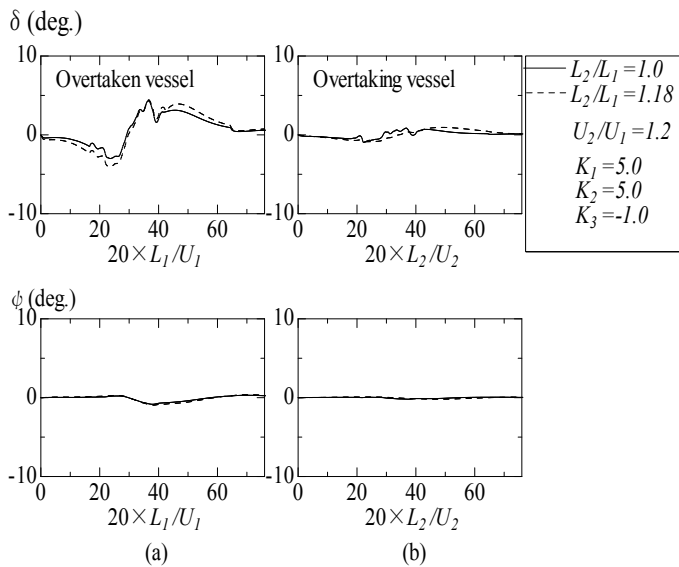 δ (deg.)
10
0
-10
Overtaken vessel
0 20 40 60
20×L1/U1
10
0
-10
Overtaking vessel
0 20 40 60
20×L2/U2
L2/L1=1.0
L2/L1=1.18
U2/U1=1.2
K1=5.0
K2=5.0
K3=-1.0
ψ (deg.)
10
0
-10
0 20 40 60
20×L1/U1
(a)
10
0
-10
0 20 40 60
20×L2/U2
(b)